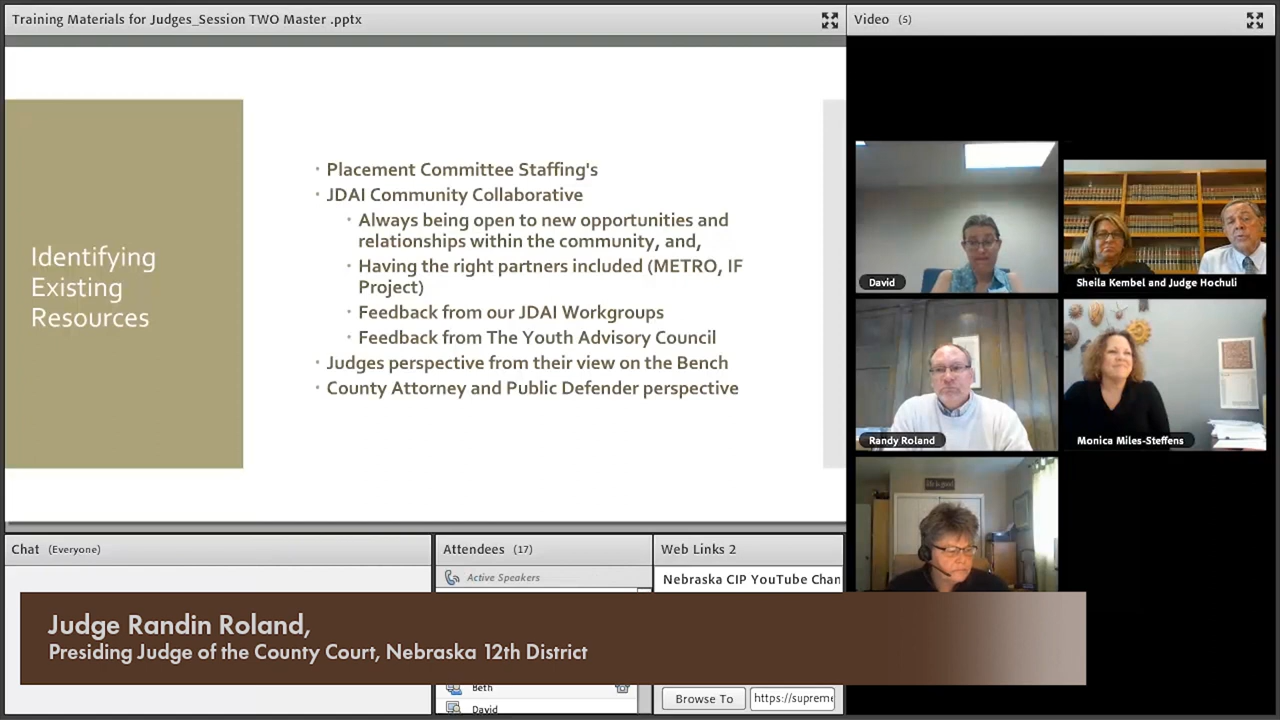 Training Materials for Judges_Session TWO Master .pptx
Video (5)
Identifying
Existing
Resources
· Placement Committee Staffing's
· JDAI Community Collaborative
· Always being open to new opportunities and
relationships within the community, and,
· Having the right partners included (METRO, IF
Project)
· Feedback from our JDAI Workgroups
· Feedback from The Youth Advisory Council
· Judges perspective from their view on the Bench
· County Attorney and Public Defender perspective
David
Sheila Kembel and Judge Hochuli
Randy Roland
Monica Miles-Steffens
Chat (Everyone)
Attendees (17)
Web Links 2
Active Speakers
Nebraska CIP YouTube Chan
Judge Randin Roland,
Presiding Judge of the County Court, Nebraska 12th District
Beth
David
Browse To
https://supreme